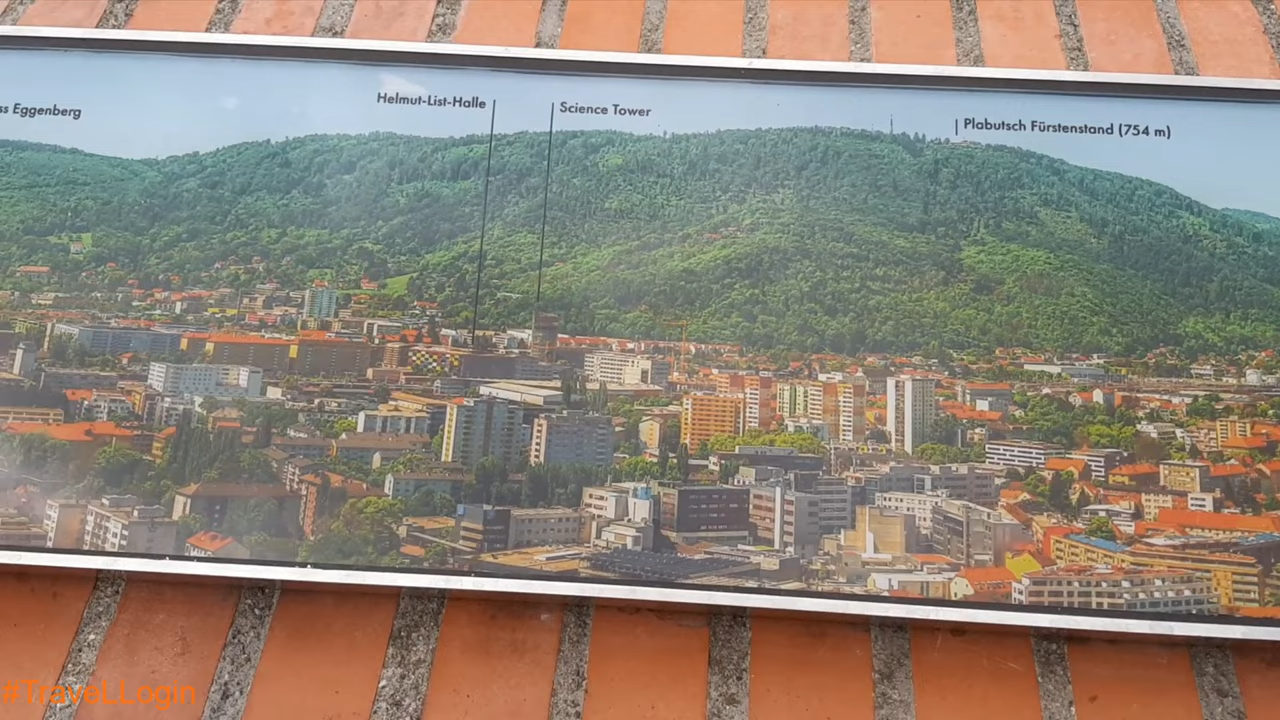 ss Eggenberg
Helmut-List-Halle
Science Tower
Plabutsch Fürstenstand (754 m)
#TraveLLogin